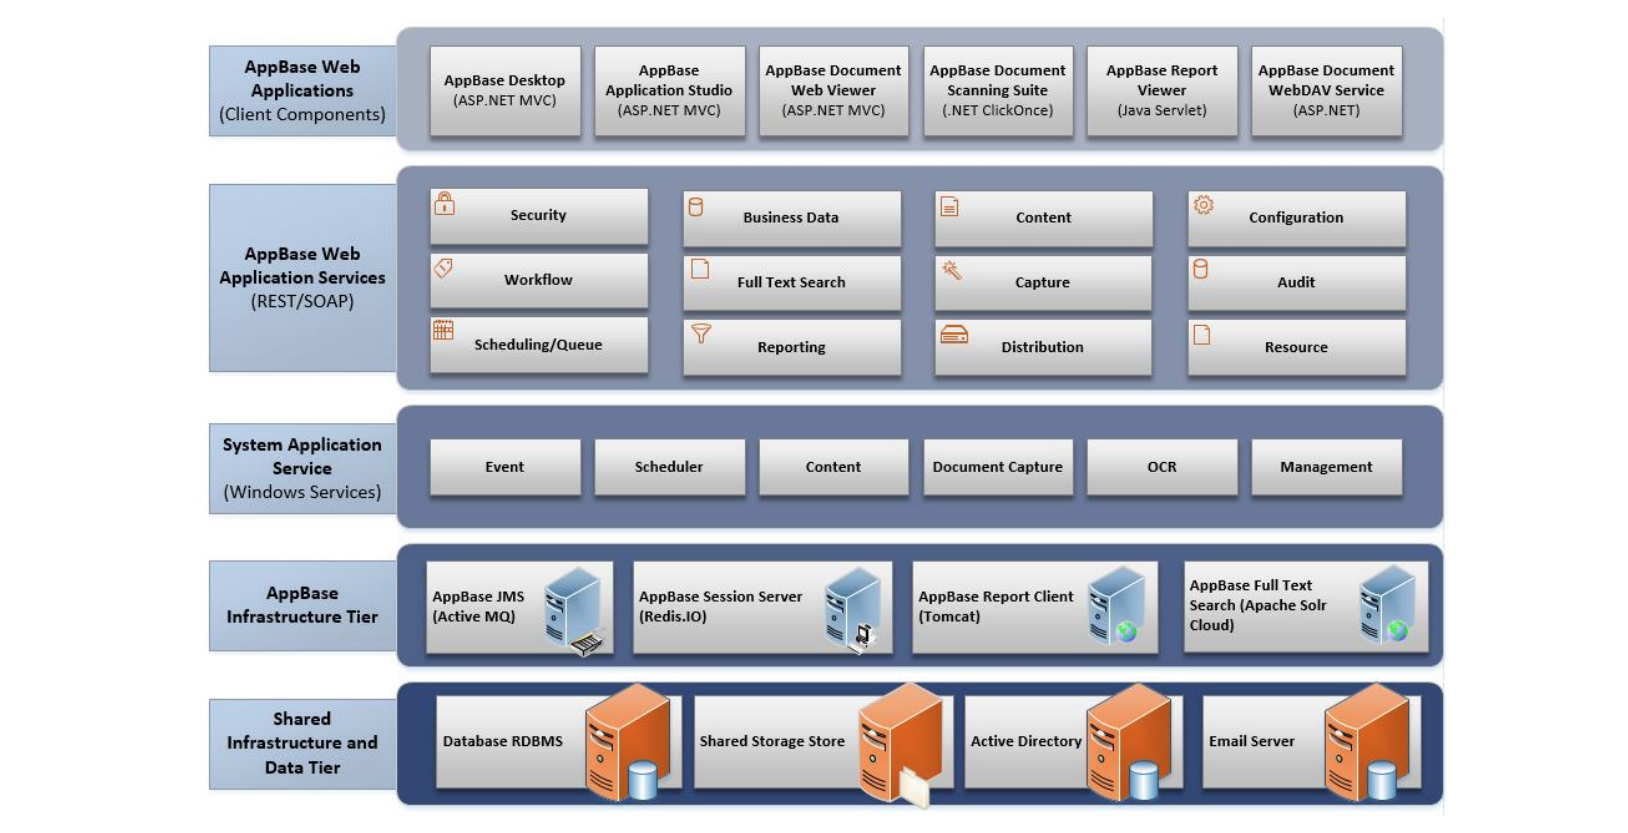 AppBase Web
Applications
(Client Components)
AppBase Desktop
(ASP.NET MVC)
AppBase
Application Studio
(ASP.NET MVC)
AppBase Document
Web Viewer
(ASP.NET MVC)
AppBase Document
Scanning Suite
(.NET ClickOnce)
AppBase Report
Viewer
(Java Servlet)
AppBase Document
WebDAV Service
(ASP.NET)
AppBase Web
Application Services
(REST/SOAP)
Security
Business Data
Content
Configuration
Workflow
Full Text Search
Capture
Audit
Scheduling/Queue
Reporting
Distribution
Resource
System Application
Service
(Windows Services)
Event
Scheduler
Content
Document Capture
OCR
Management
AppBase
Infrastructure Tier
AppBase JMS
(Active MQ)
AppBase Session Server
(Redis.IO)
AppBase Report Client
(Tomcat)
AppBase Full Text
Search (Apache Solr
Cloud)
Shared
Infrastructure and
Data Tier
Database RDBMS
Shared Storage Store
Active Directory
Email Server